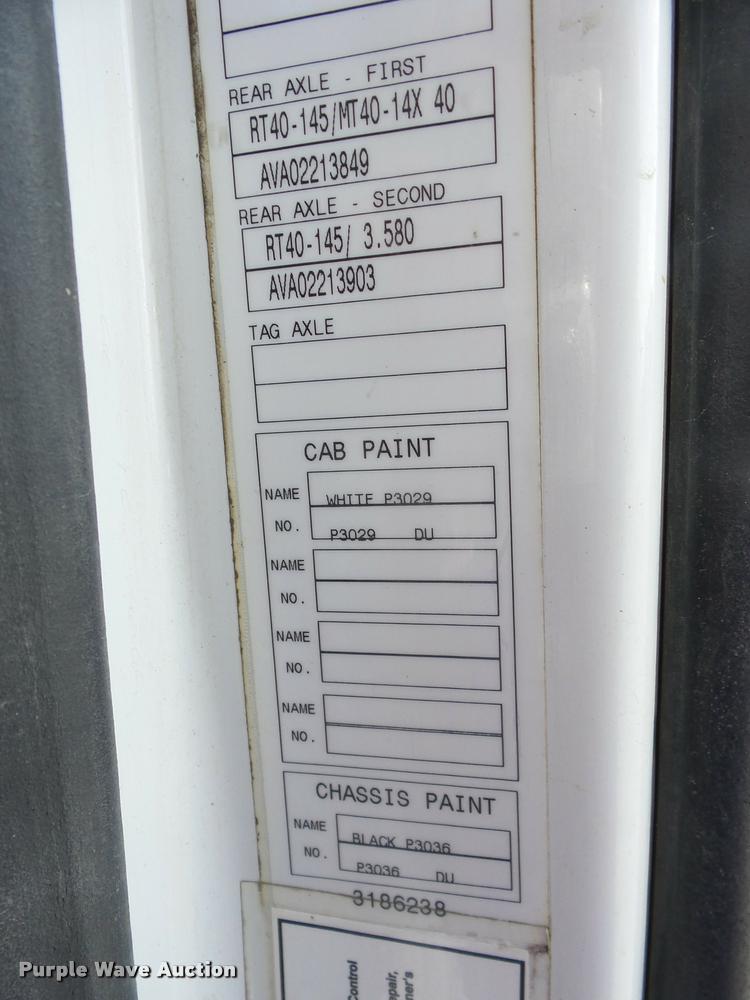 REAR AXLE - FIRST
RT40-145/MT40-14X 40
AVA02213849
REAR AXLE - SECOND
RT40-145/ 3.580
AVA02213903
TAG AXLE
CAB PAINT
NAME WHITE P3029
NO. P3029 DU
NAME
NO.
NAME
NO.
NAME
NO.
CHASSIS PAINT
NAME BLACK P3036
NO. P3036 DU
3186238
Control
ner's
Purple Wave Auction